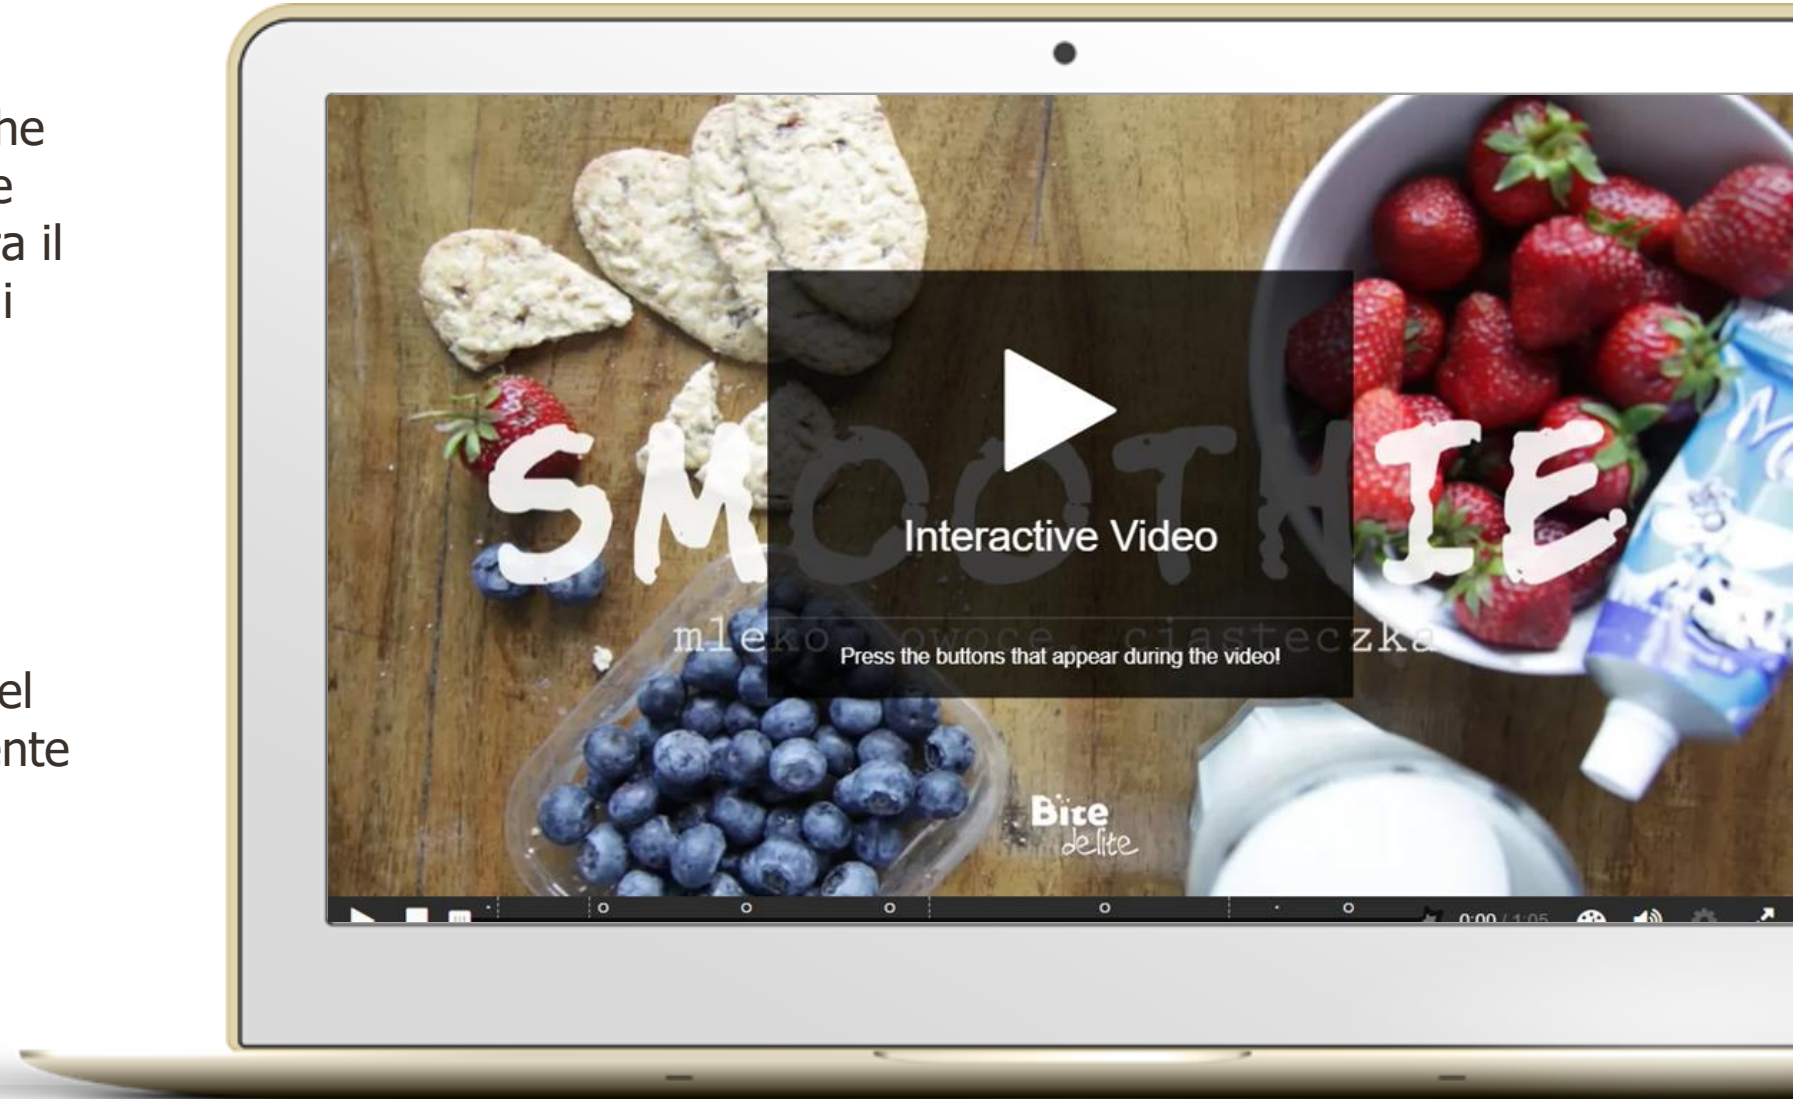 he
e
a il
i
el
ente
SMOOTHIE
Interactive Video
mleko, owoce, ciasteczka
Press the buttons that appear during the video!
Bite
delite
0:00 / 1:05